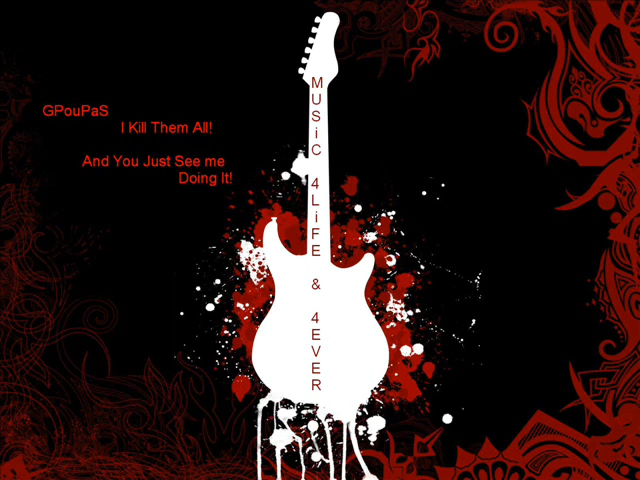 GPouPaS
I Kill Them All!
And You Just See me
Doing It!
MUSiC 4LiFE & 4EVER